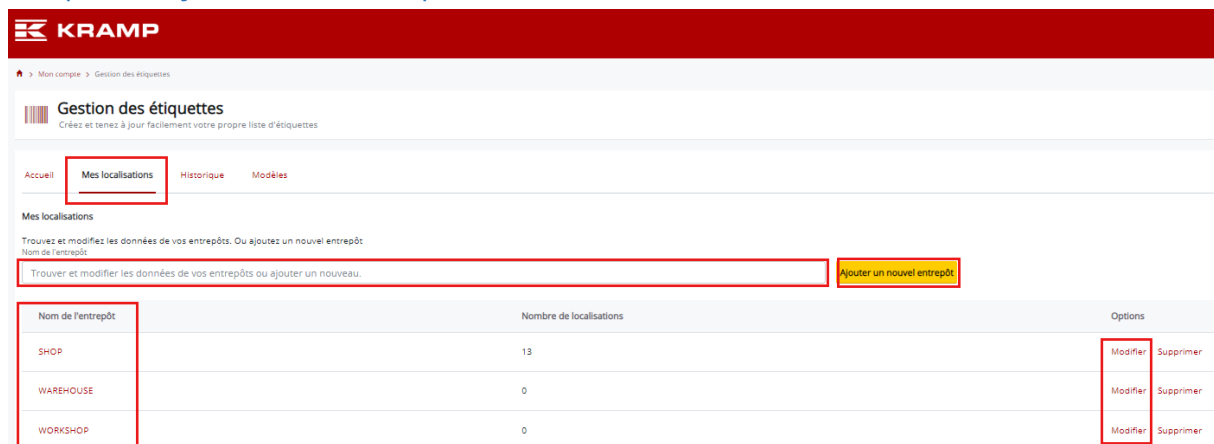 KRAMP
> Mon compte > Gestion des étiquettes
Gestion des étiquettes
Créez et tenez à jour facilement votre propre liste d'étiquettes
Accueil Mes localisations Historique Modèles
Mes localisations
Trouvez et modifiez les données de vos entrepôts. Ou ajoutez un nouvel entrepôt
Nom de l'entrepôt
Trouver et modifier les données de vos entrepôts ou ajouter un nouveau. Ajouter un nouvel entrepôt
Nom de l'entrepôt Nombre de localisations Options
SHOP 13 Modifier Supprimer
WAREHOUSE 0 Modifier Supprimer
WORKSHOP 0 Modifier Supprimer